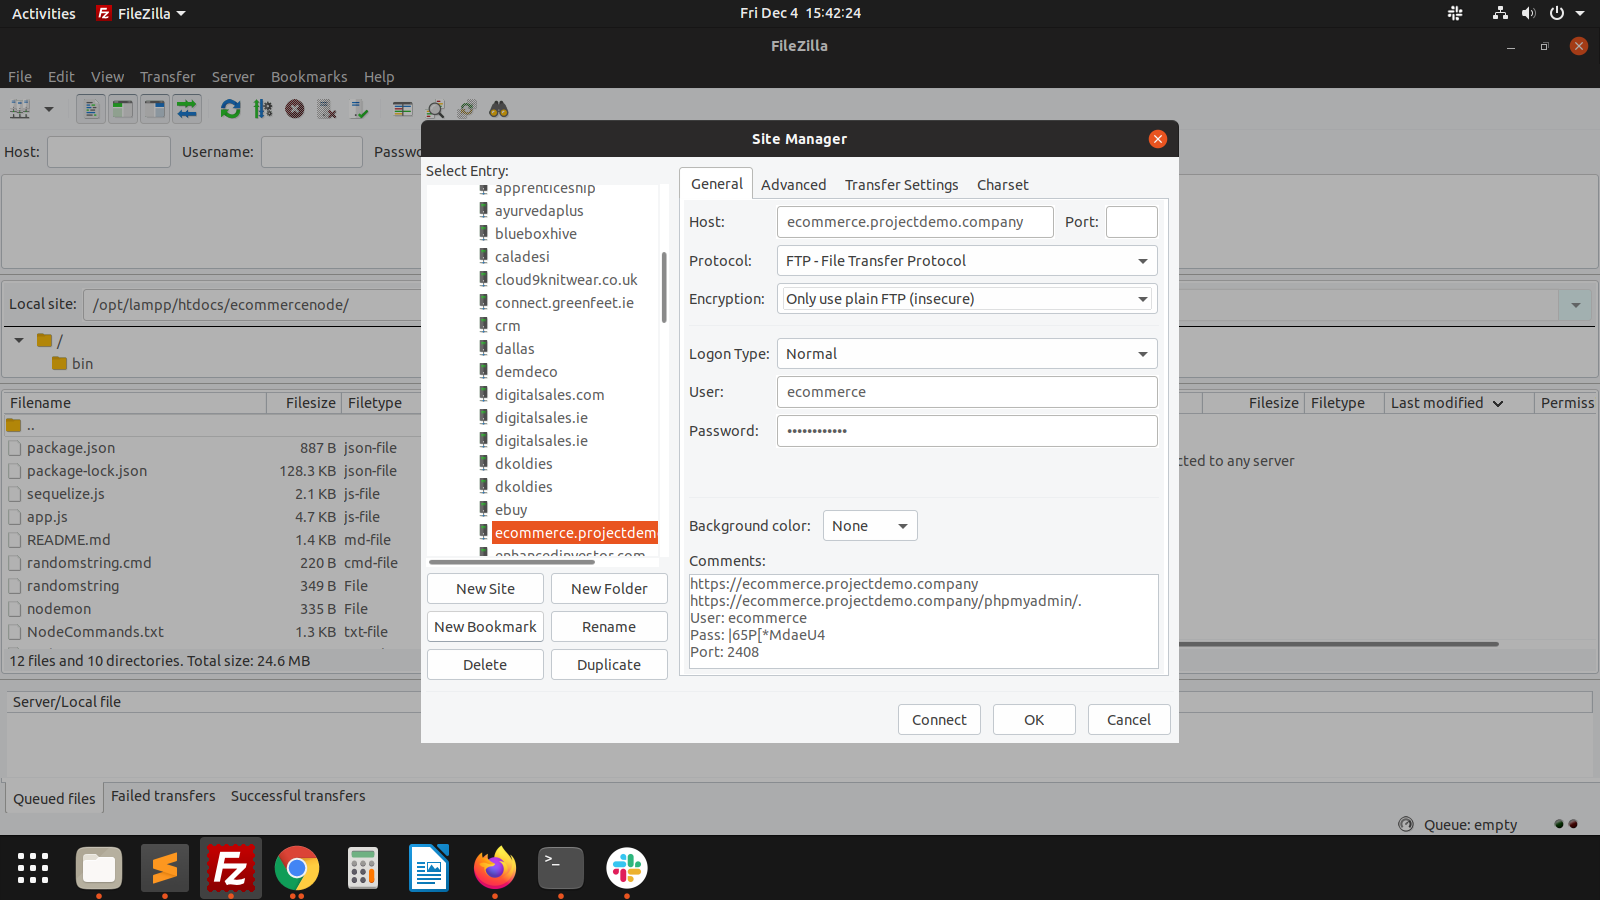 Activities FileZilla Fri Dec 4 15:42:24
FileZilla
File Edit View Transfer Server Bookmarks Help
Host: Username:
Site Manager
Select Entry:
apprenticeship
ayurvedaplus
blueboxhive
caladesi
cloud9knitwear.co.uk
connect.greenfeet.ie
crm
dallas
demdeco
digitalsales.com
digitalsales.ie
digitalsales.ie
dkoldies
dkoldies
ebuy
ecommerce.projectdem
enhancedinvestor.com
New Site New Folder
New Bookmark Rename
Delete Duplicate
General Advanced Transfer Settings Charset
Host: ecommerce.projectdemo.company Port:
Protocol: FTP - File Transfer Protocol
Encryption: Only use plain FTP (insecure)
Logon Type: Normal
User: ecommerce
Password: ••••••••••••
Background color: None
Comments:
https://ecommerce.projectdemo.company
https://ecommerce.projectdemo.company/phpmyadmin/.
User: ecommerce
Pass: |65P[*MdaeU4
Port: 2408
Connect OK Cancel
Local site: /opt/lampp/htdocs/ecommercenode/
/
bin
Filename Filesize Filetype
..
package.json 887 B json-file
package-lock.json 128.3 KB json-file
sequelize.js 2.1 KB js-file
app.js 4.7 KB js-file
README.md 1.4 KB md-file
randomstring.cmd 220 B cmd-file
randomstring 349 B File
nodemon 335 B File
NodeCommands.txt 1.3 KB txt-file
12 files and 10 directories. Total size: 24.6 MB
Filesize Filetype Last modified Permiss
cted to any server
Server/Local file
Queued files Failed transfers Successful transfers
Queue: empty